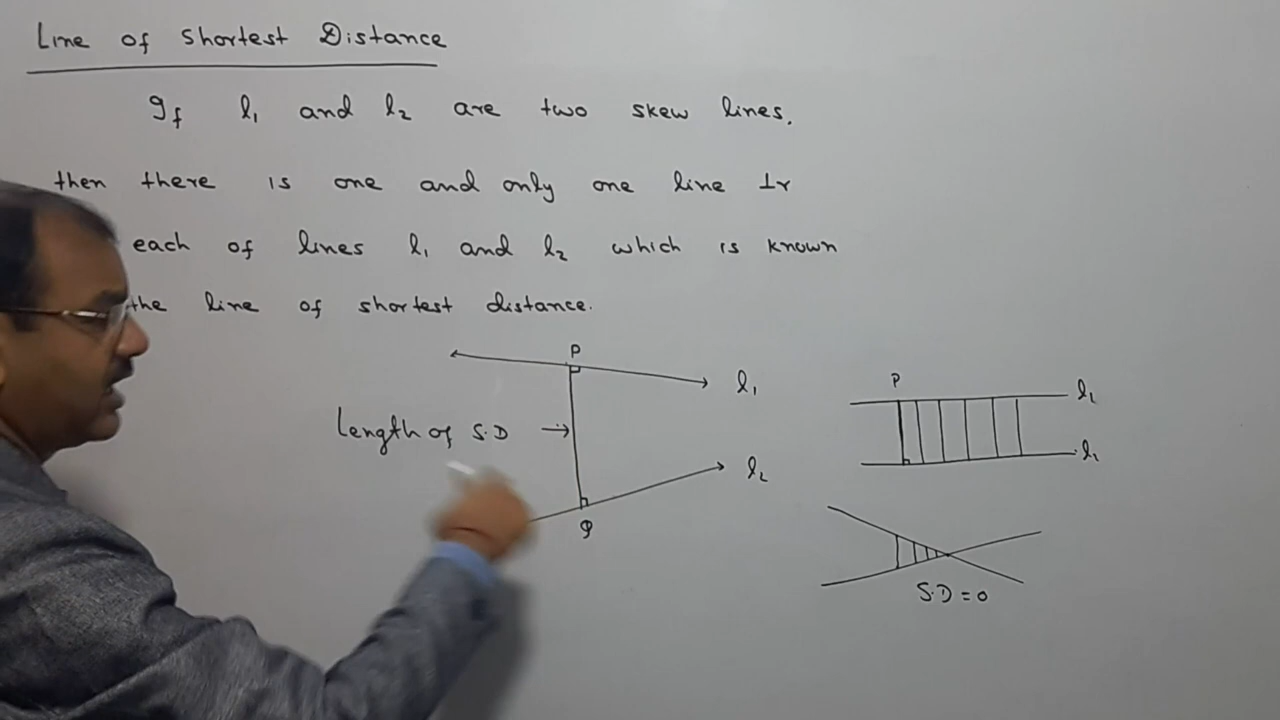 Line of Shortest Distance
If l₁ and l₂ are two skew lines.
then there is one and only one line ⊥r
each of lines l₁ and l₂ which is known
the line of shortest distance.
P
l₁
Length of S.D →
l₂
Q
P
l₁
l₁
S.D = 0